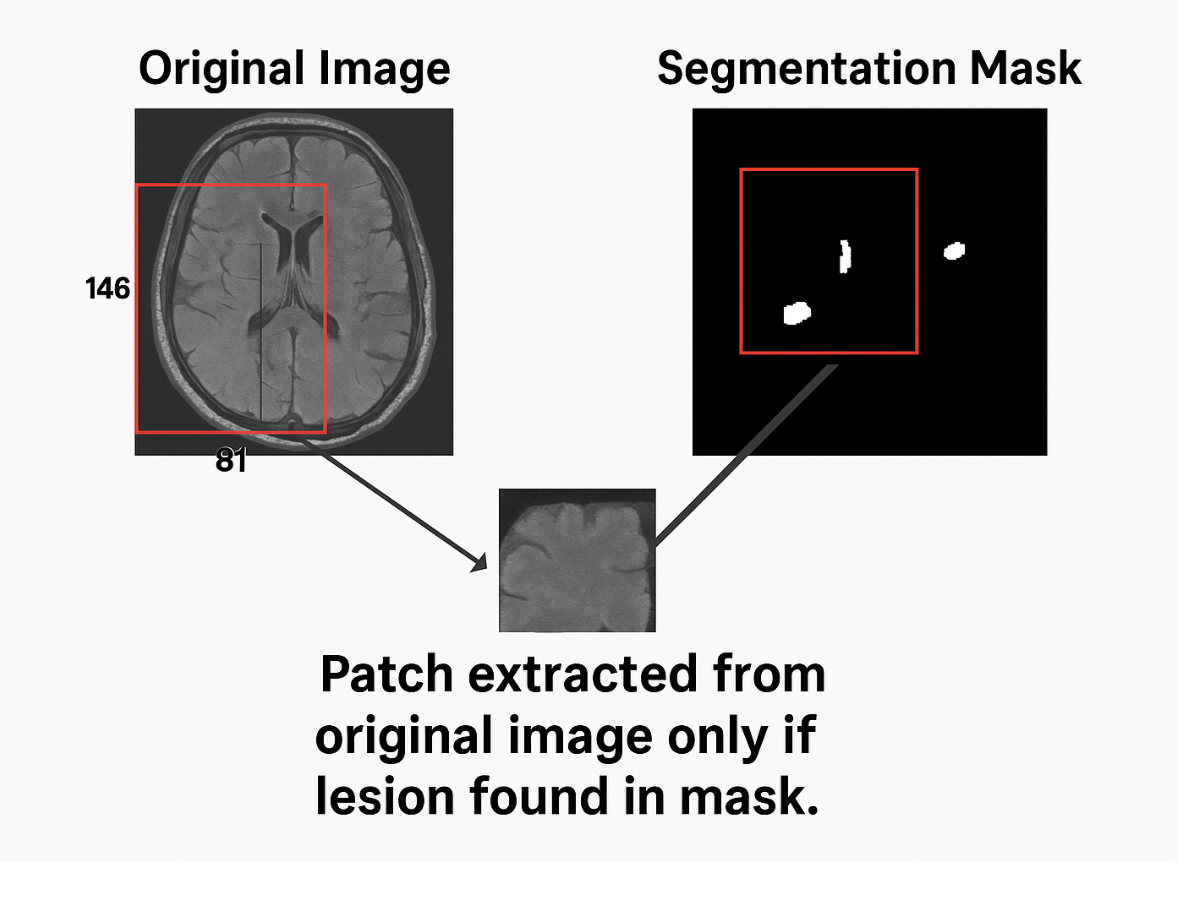 Original Image
Segmentation Mask
146
81
Patch extracted from
original image only if
lesion found in mask.